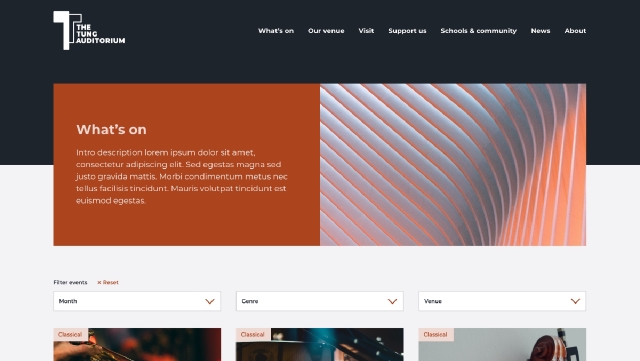 THE
TUNG
AUDITORIUM
What's on Our venue Visit Support us Schools & community News About
What's on
Intro description lorem ipsum dolor sit amet,
consectetur adipiscing elit. Sed egestas magna sed
justo gravida mattis. Morbi condimentum metus nec
tellus facilisis tincidunt. Mauris volutpat tincidunt est
euismod egestas.
Filter events × Reset
Month Genre Venue
Classical Classical Classical